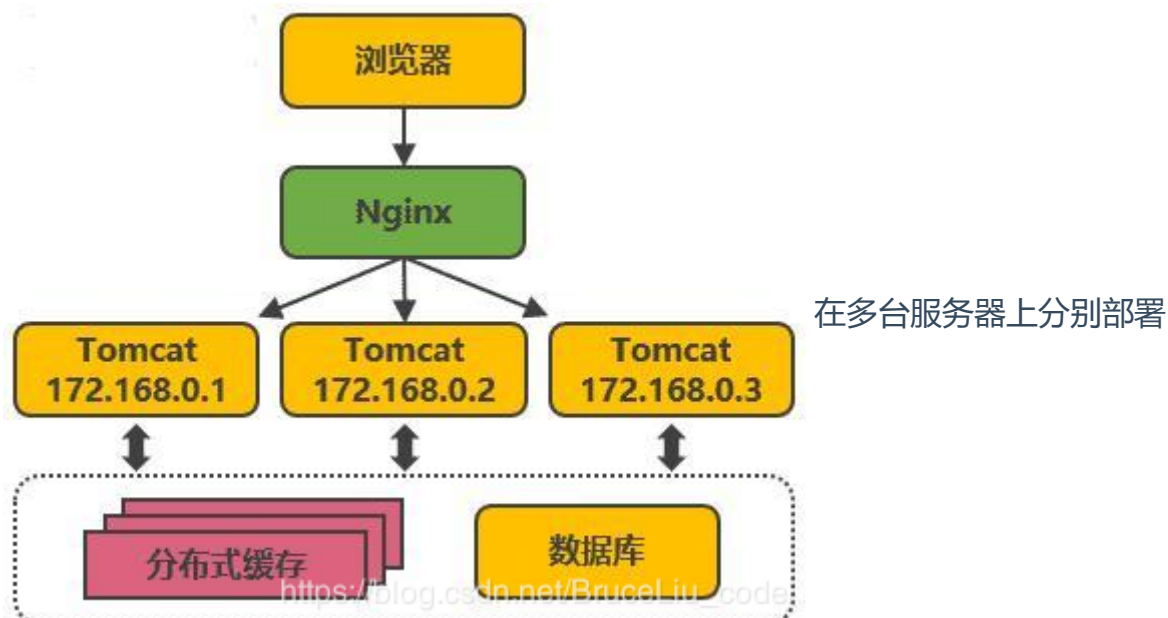 浏览器
Nginx
在多台服务器上分别部署
Tomcat
172.168.0.1
Tomcat
172.168.0.2
Tomcat
172.168.0.3
分布式缓存
数据库
https://blog.csdn.net/BruceLiu_code